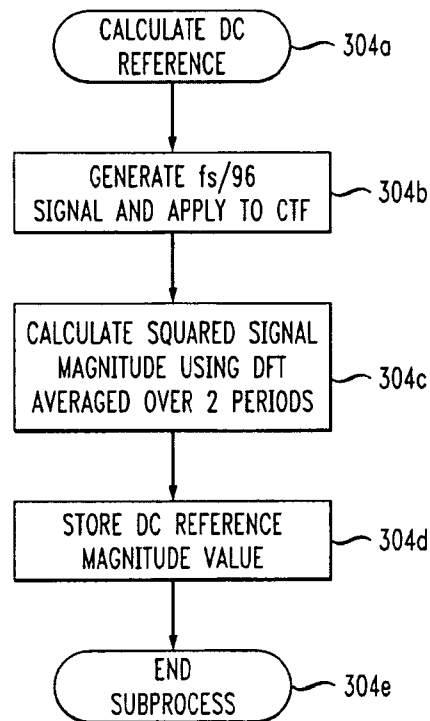 CALCULATE DC
REFERENCE
304a
GENERATE fs/96
SIGNAL AND APPLY TO CTF
304b
CALCULATE SQUARED SIGNAL
MAGNITUDE USING DFT
AVERAGED OVER 2 PERIODS
304c
STORE DC REFERENCE
MAGNITUDE VALUE
304d
END
SUBPROCESS
304e